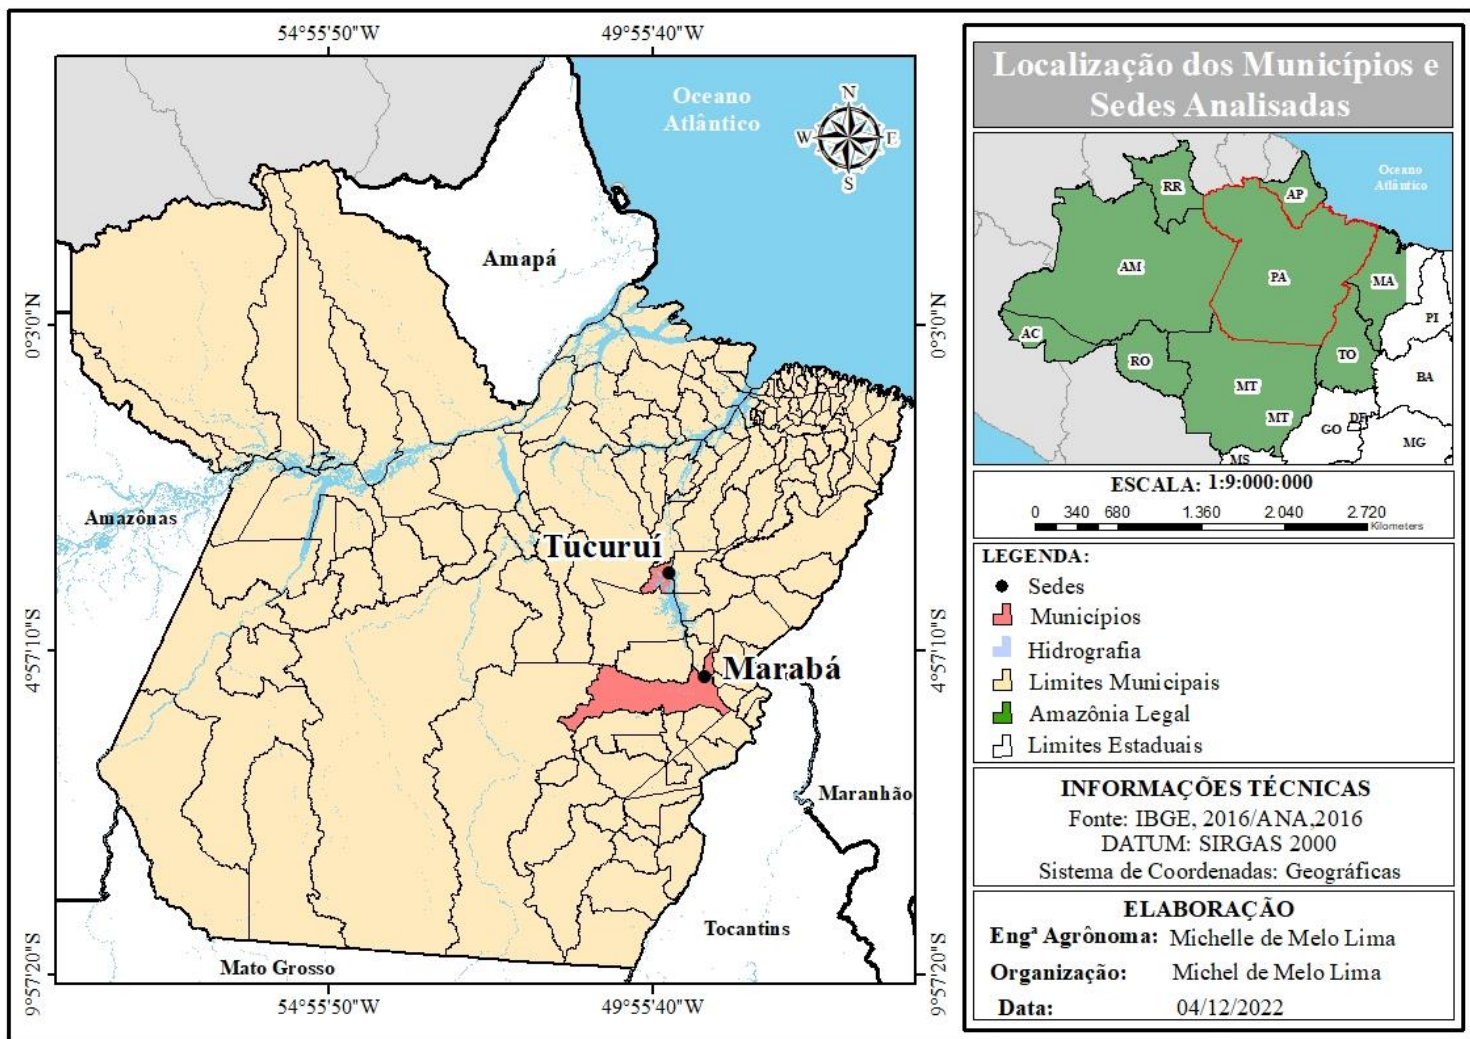 54°55'50"W
49°55'40"W
Oceano
Atlântico
N
W
E
S
Amapá
0°3'0"N
0°3'0"N
Amazônas
Tucuruí
Marabá
4°57'10"S
4°57'10"S
Maranhão
Tocantins
Mato Grosso
9°57'20"S
9°57'20"S
54°55'50"W
49°55'40"W
Localização dos Municípios e
Sedes Analisadas
Oceano
Atlântico
RR
AP
AM
PA
MA
PI
AC
RO
TO
MT
BA
MT
DF
GO
MG
MS
ESCALA: 1:9:000:000
0 340 680 1.360 2.040 2.720
Kilometers
LEGENDA:
Sedes
Municípios
Hidrografia
Limites Municipais
Amazônia Legal
Limites Estaduais
INFORMAÇÕES TÉCNICAS
Fonte: IBGE, 2016/ANA,2016
DATUM: SIRGAS 2000
Sistema de Coordenadas: Geográficas
ELABORAÇÃO
Engª Agrônoma: Michelle de Melo Lima
Organização: Michel de Melo Lima
Data: 04/12/2022